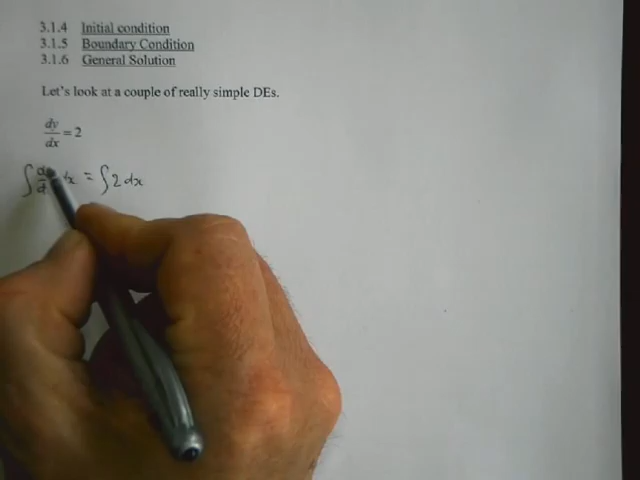 3.1.4 Initial condition
3.1.5 Boundary Condition
3.1.6 General Solution
Let's look at a couple of really simple DEs.
dy/dx = 2
∫ dx = ∫ 2 dx